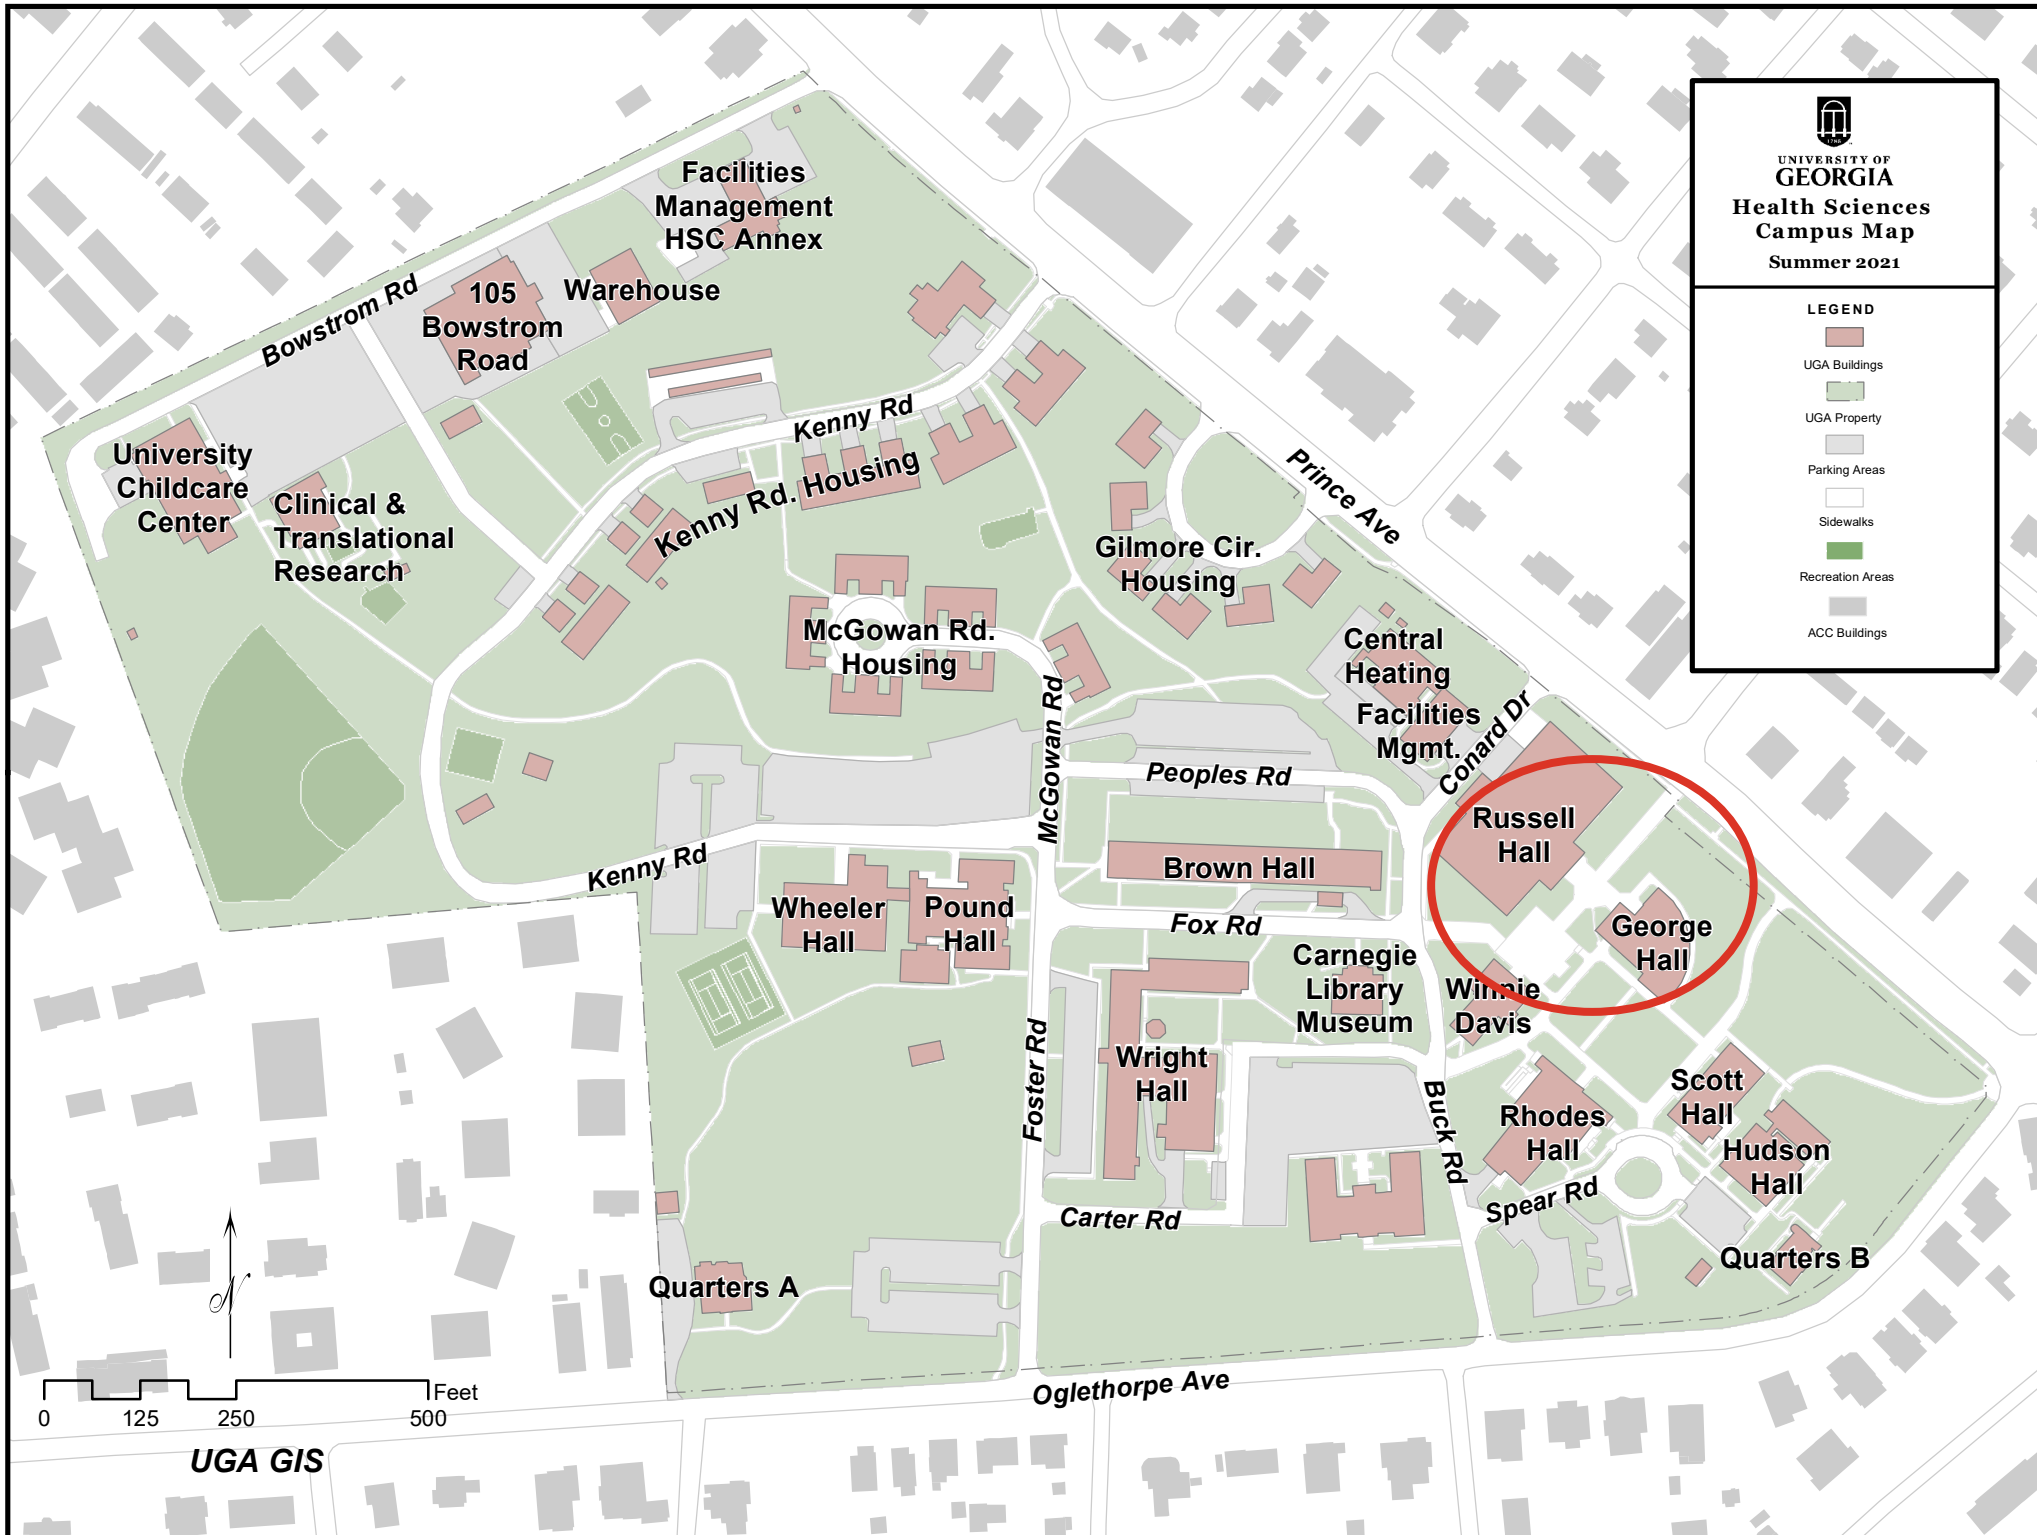 1785
UNIVERSITY OF
GEORGIA
Health Sciences
Campus Map
Summer 2021
LEGEND
UGA Buildings
UGA Property
Parking Areas
Sidewalks
Recreation Areas
ACC Buildings
Facilities
Management
HSC Annex
Warehouse
105
Bowstrom
Road
Bowstrom Rd
University
Childcare
Center
Clinical &
Translational
Research
Kenny Rd
Kenny Rd. Housing
Prince Ave
Gilmore Cir.
Housing
McGowan Rd.
Housing
McGowan Rd
Central
Heating
Facilities
Mgmt.
Conard Dr
Peoples Rd
Russell
Hall
Brown Hall
Kenny Rd
Wheeler
Hall
Pound
Hall
Fox Rd
George
Hall
Carnegie
Library
Museum
Winnie
Davis
Wright
Hall
Foster Rd
Buck Rd
Scott
Hall
Rhodes
Hall
Hudson
Hall
Spear Rd
Carter Rd
Quarters A
Quarters B
Oglethorpe Ave
N
Feet
0 125 250 500
UGA GIS